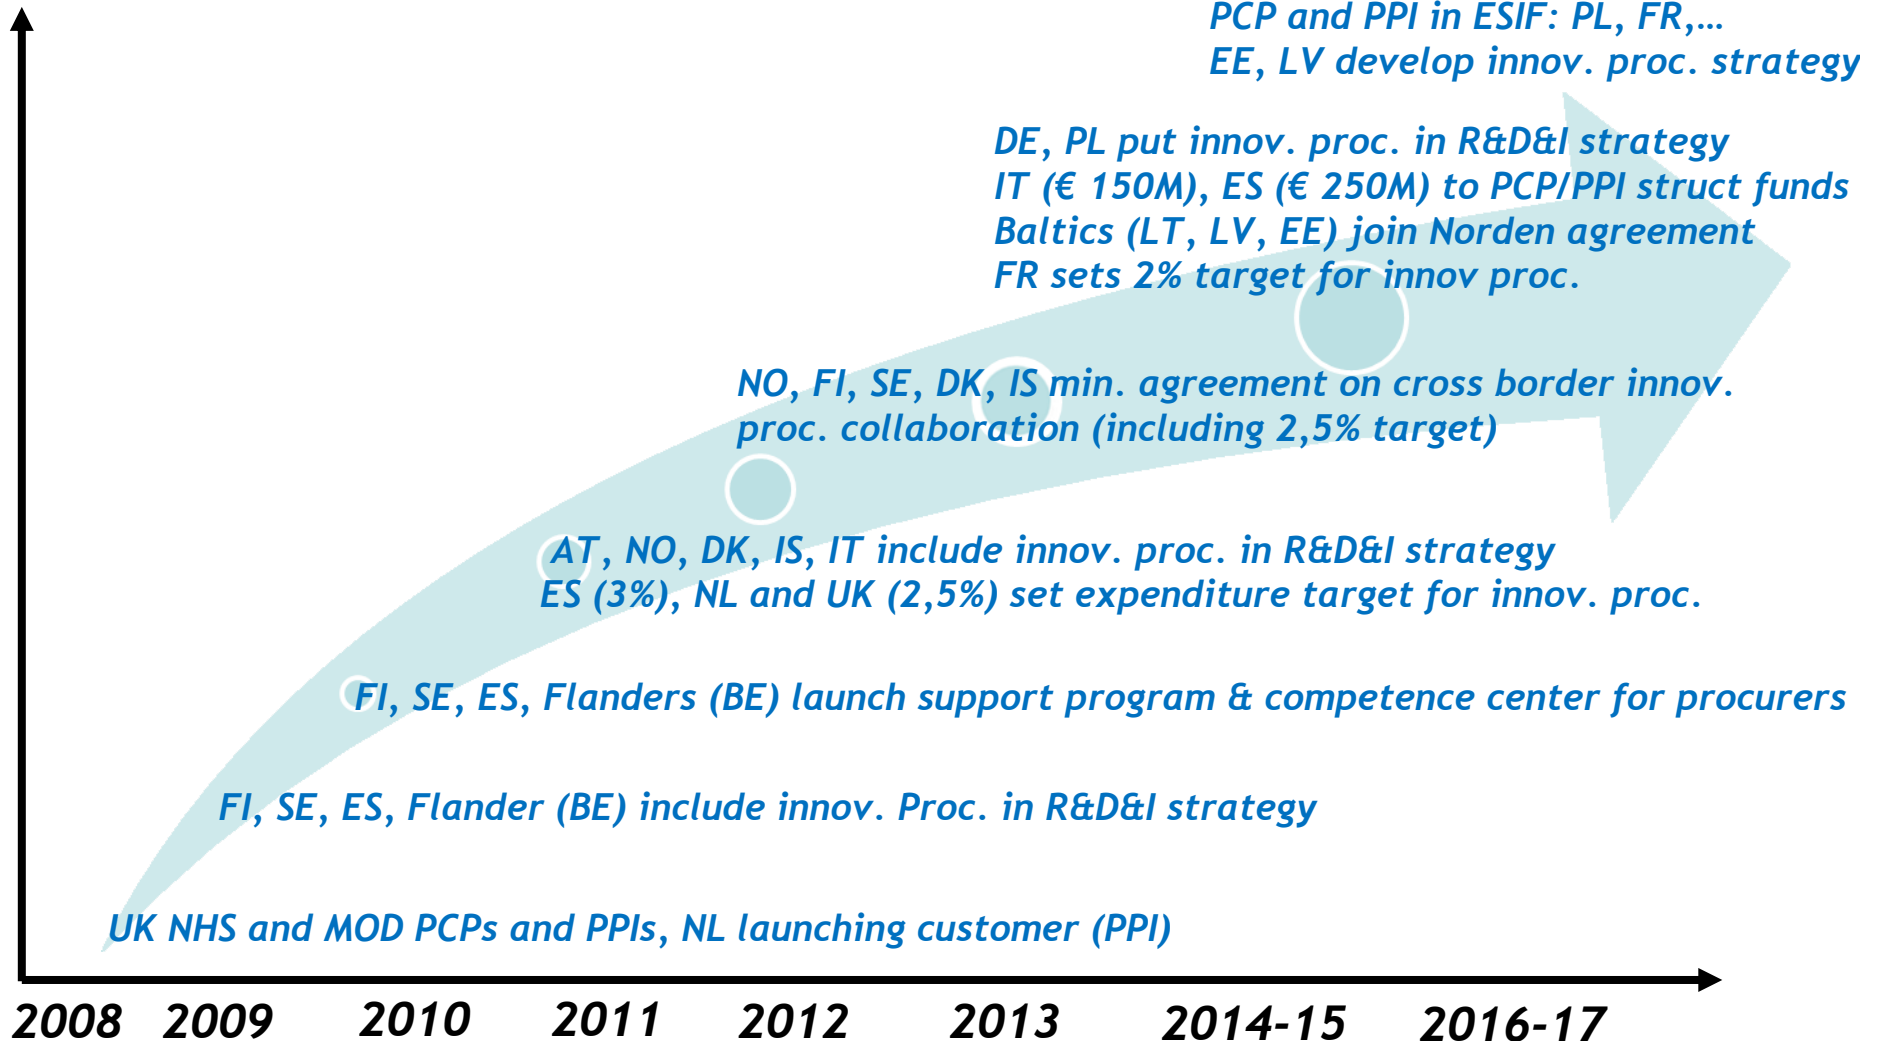 PCP and PPI in ESIF: PL, FR,…
EE, LV develop innov. proc. strategy
DE, PL put innov. proc. in R&D&I strategy
IT (€ 150M), ES (€ 250M) to PCP/PPI struct funds
Baltics (LT, LV, EE) join Norden agreement
FR sets 2% target for innov proc.
NO, FI, SE, DK, IS min. agreement on cross border innov.
proc. collaboration (including 2,5% target)
AT, NO, DK, IS, IT include innov. proc. in R&D&I strategy
ES (3%), NL and UK (2,5%) set expenditure target for innov. proc.
FI, SE, ES, Flanders (BE) launch support program & competence center for procurers
FI, SE, ES, Flander (BE) include innov. Proc. in R&D&I strategy
UK NHS and MOD PCPs and PPIs, NL launching customer (PPI)
2008 2009 2010 2011 2012 2013 2014-15 2016-17